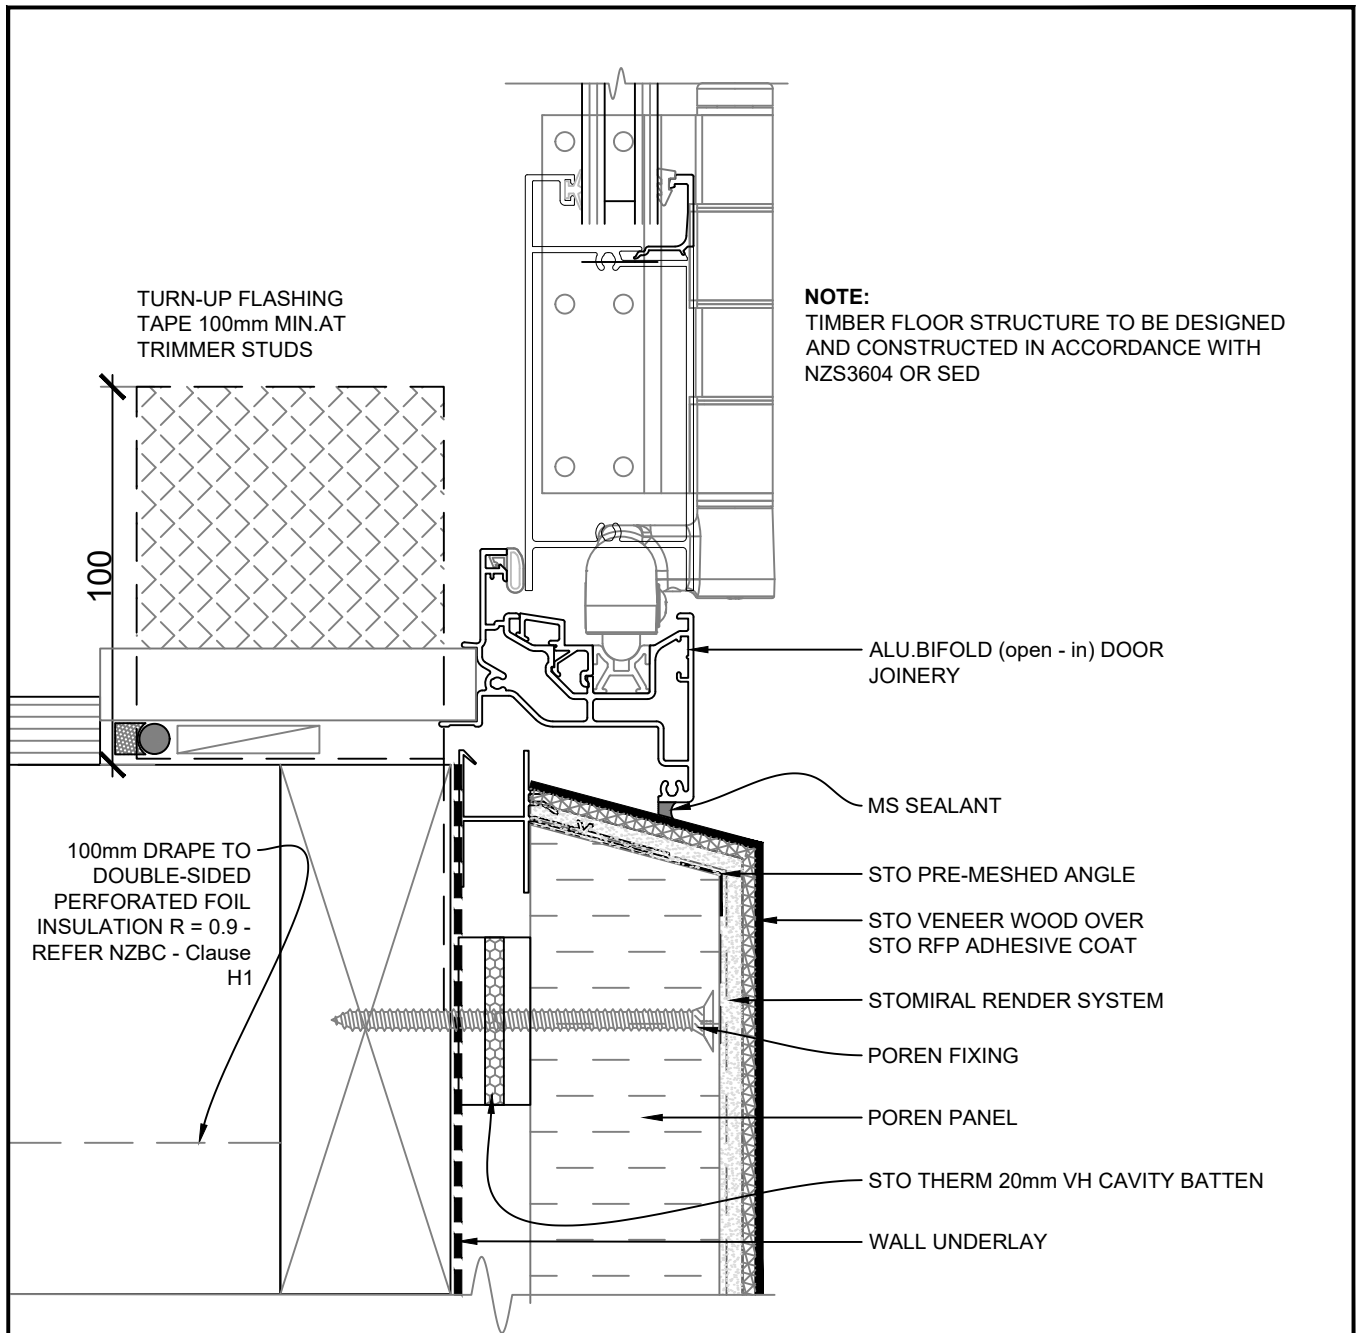 TURN-UP FLASHING
TAPE 100mm MIN.AT
TRIMMER STUDS
NOTE:
TIMBER FLOOR STRUCTURE TO BE DESIGNED
AND CONSTRUCTED IN ACCORDANCE WITH
NZS3604 OR SED
100
ALU.BIFOLD (open - in) DOOR
JOINERY
MS SEALANT
100mm DRAPE TO
DOUBLE-SIDED
PERFORATED FOIL
INSULATION R = 0.9 -
REFER NZBC - Clause
H1
STO PRE-MESHED ANGLE
STO VENEER WOOD OVER
STO RFP ADHESIVE COAT
STOMIRAL RENDER SYSTEM
POREN FIXING
POREN PANEL
STO THERM 20mm VH CAVITY BATTEN
WALL UNDERLAY